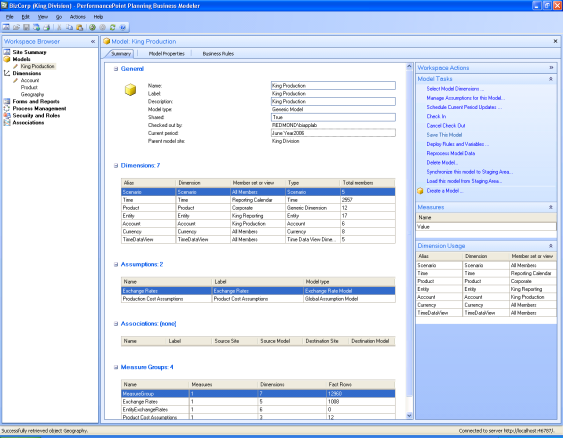 BizCorp (King Division) - PerformancePoint Planning Business Modeler
File Edit View Go Actions Help
Workspace Browser «
Site Summary
Models
King Production
Dimensions
Account
Product
Geography
Forms and Reports
Process Management
Security and Roles
Associations
Model: King Production
Summary Model Properties Business Rules
General
Name: King Production
Label: King Production
Description: King Production
Model type: Generic Model
Shared: True
Checked out by: REDMOND\biapplab
Current period: June:Year2006
Parent model site: King Division
Dimensions: 7
Alias Dimension Member set or view Type Total members
Scenario Scenario All Members Scenario 5
Time Time Reporting Calendar Time 2557
Product Product Corporate Generic Dimension 12
Entity Entity King Reporting Entity 17
Account Account King Production Account 6
Currency Currency All Members Currency 8
TimeDataView TimeDataView All Members Time Data View Dime... 5
Assumptions: 2
Name Label Model type
Exchange Rates Exchange Rates Exchange Rate Model
Production Cost Assumptions Product Cost Assumptions Global Assumption Model
Associations: (none)
Name Label Source Site Source Model Destination Site Destination Model
Measure Groups: 4
Name Measures Dimensions Fact Rows
MeasureGroup 1 7 12960
Exchange Rates 1 5 1088
EntityExchangeRates 1 6 0
Product Cost Assumptions 1 3 12
Workspace Actions »
Model Tasks
Select Model Dimensions ...
Manage Assumptions for this Model...
Schedule Current Period Updates ...
Check In
Cancel Check Out
Save This Model
Deploy Rules and Variables ...
Reprocess Model Data
Delete Model...
Synchronize this model to Staging Area...
Load this model from Staging Area...
Create a Model...
Measures
Name
Value
Dimension Usage
Alias Dimension Member set or view
Scenario Scenario All Members
Time Time Reporting Calendar
Product Product Corporate
Entity Entity King Reporting
Account Account King Production
Currency Currency All Members
TimeDataView TimeDataView All Members
Successfully retrieved object Geography. Connected to server http://localhost:46787/.